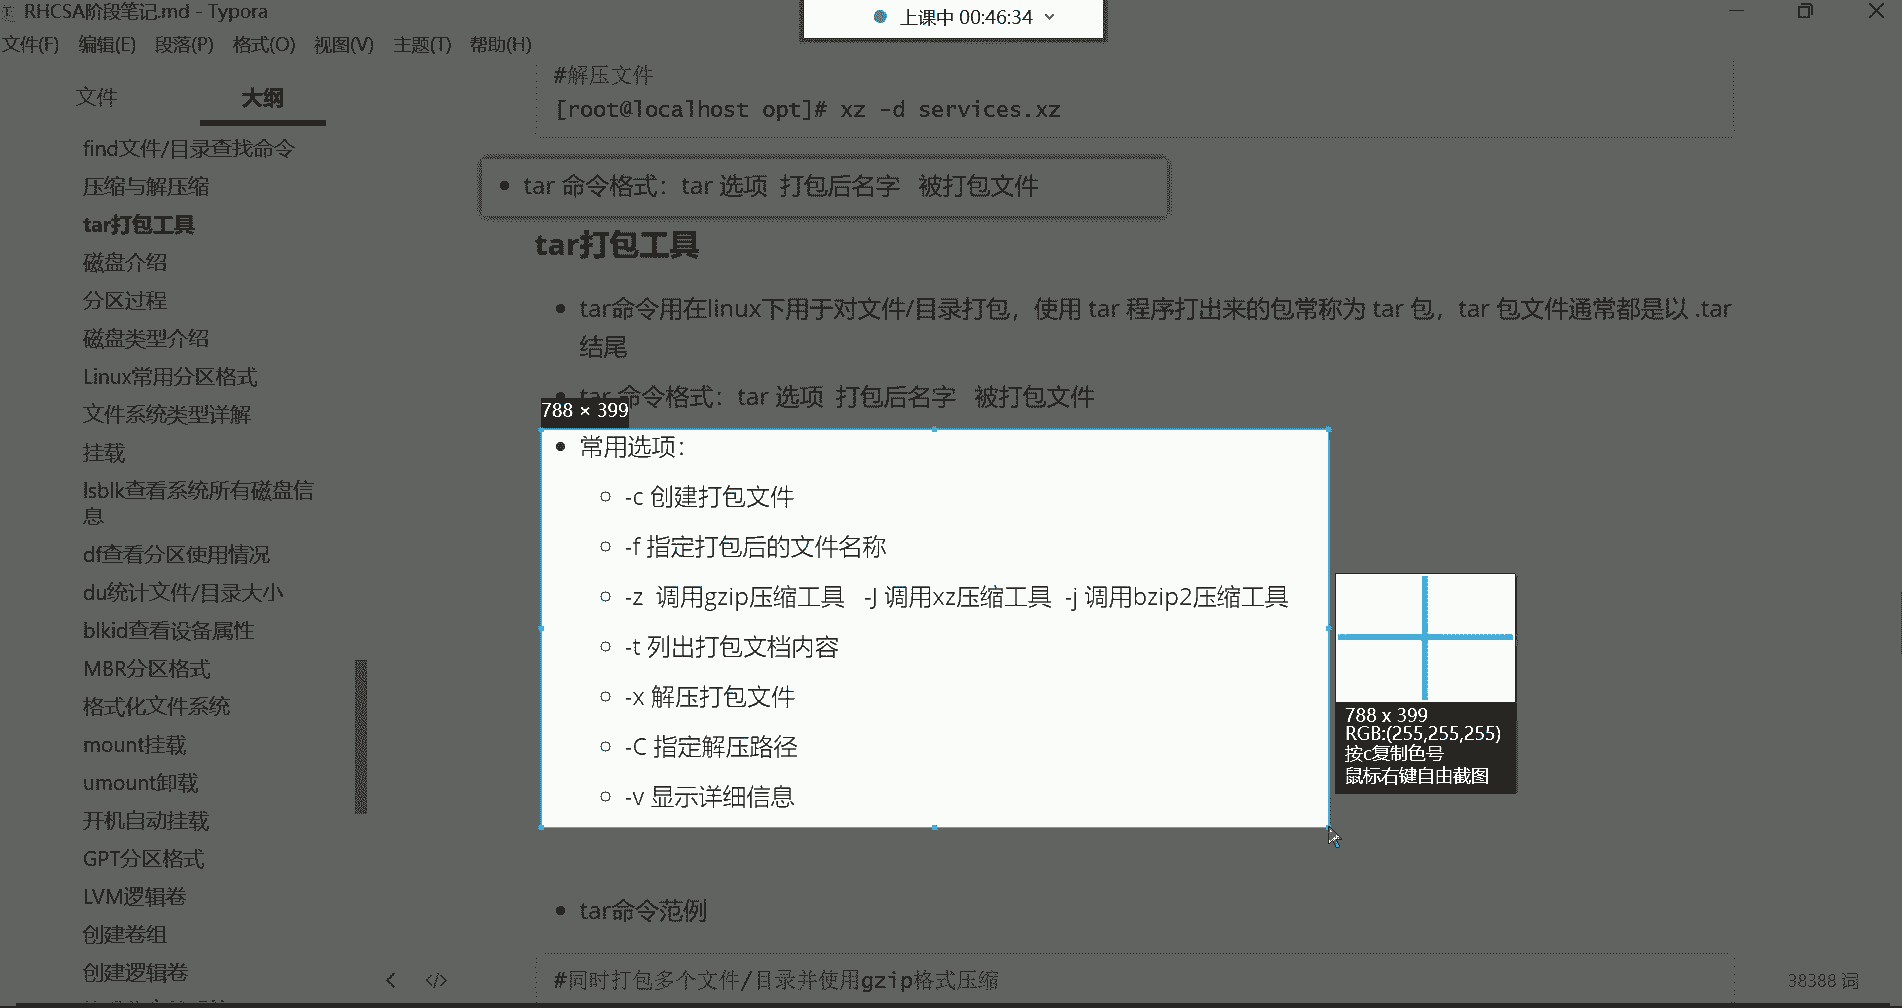 RHCSA阶段笔记.md - Typora
上课中 00:46:34
文件(F) 编辑(E) 段落(P) 格式(O) 视图(V) 主题(T) 帮助(H)
文件 大纲
find文件/目录查找命令
压缩与解压缩
tar打包工具
磁盘介绍
分区过程
磁盘类型介绍
Linux常用分区格式
文件系统类型详解
挂载
lsblk查看系统所有磁盘信
息
df查看分区使用情况
du统计文件/目录大小
blkid查看设备属性
MBR分区格式
格式化文件系统
mount挂载
umount卸载
开机自动挂载
GPT分区格式
LVM逻辑卷
创建卷组
创建逻辑卷
#解压文件
[root@localhost opt]# xz -d services.xz
tar 命令格式：tar 选项 打包后名字 被打包文件
tar打包工具
tar命令用在linux下用于对文件/目录打包，使用 tar 程序打出来的包常称为 tar 包，tar 包文件通常都是以 .tar
结尾
tar 命令格式：tar 选项 打包后名字 被打包文件
788 × 399
常用选项：
-c 创建打包文件
-f 指定打包后的文件名称
-z 调用gzip压缩工具 -J 调用xz压缩工具 -j 调用bzip2压缩工具
-t 列出打包文档内容
-x 解压打包文件
-C 指定解压路径
-v 显示详细信息
788 x 399
RGB:(255,255,255)
按c复制色号
鼠标右键自由截图
tar命令范例
#同时打包多个文件/目录并使用gzip格式压缩
38388 词